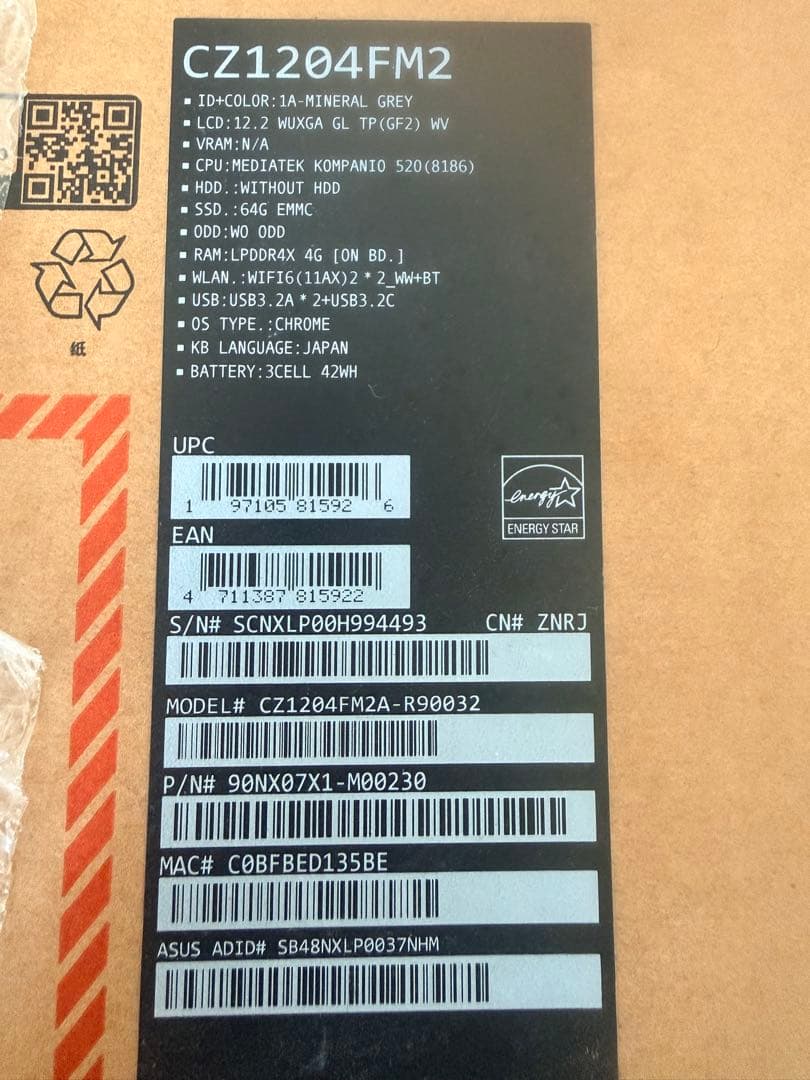 CZ1204FM2
▪ ID+COLOR:1A-MINERAL GREY
▪ LCD:12.2 WUXGA GL TP(GF2) WV
▪ VRAM:N/A
▪ CPU:MEDIATEK KOMPANIO 520(8186)
▪ HDD.:WITHOUT HDD
▪ SSD.:64G EMMC
▪ ODD:WO ODD
▪ RAM:LPDDR4X 4G [ON BD.]
▪ WLAN.:WIFI6(11AX)2*2_WW+BT
▪ USB:USB3.2A*2+USB3.2C
▪ OS TYPE.:CHROME
▪ KB LANGUAGE:JAPAN
▪ BATTERY:3CELL 42WH
纸
UPC
1 97105 81592 6
energy
ENERGY STAR
EAN
4 711387 815922
S/N# SCNXLP00H994493 CN# ZNRJ
MODEL# CZ1204FM2A-R90032
P/N# 90NX07X1-M00230
MAC# C0BFBED135BE
ASUS ADID# SB48NXLP0037NHM